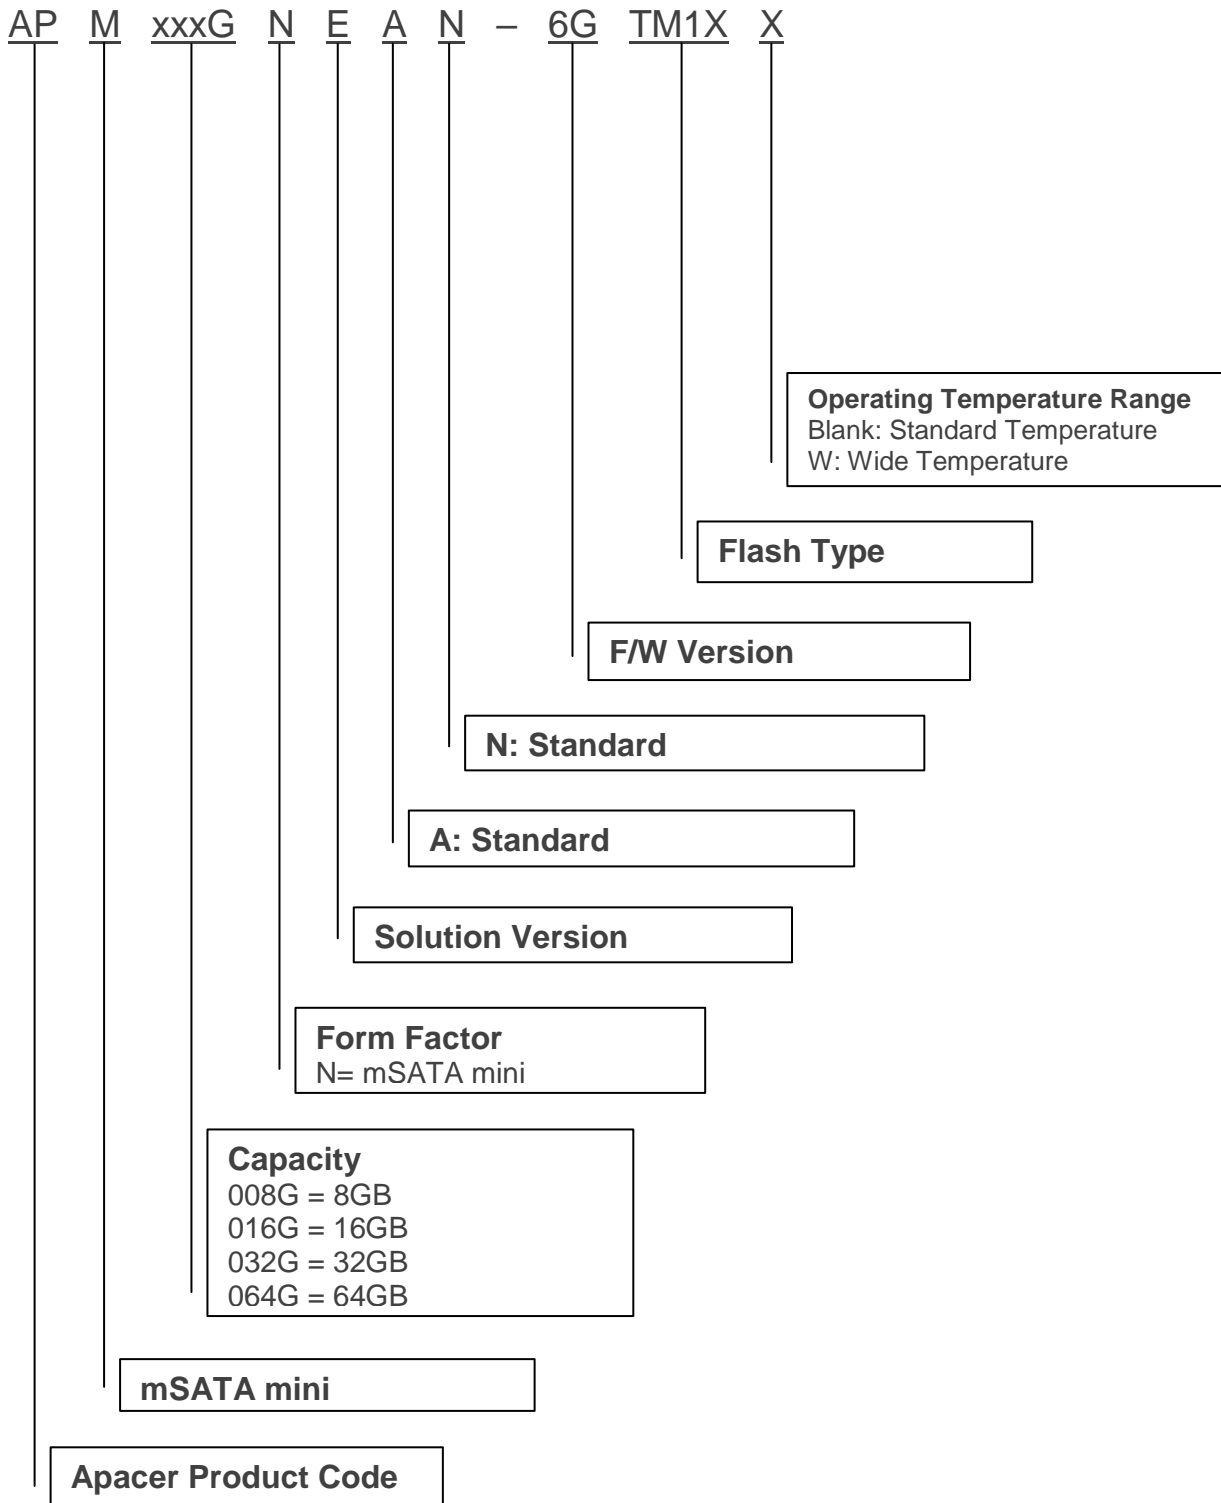 AP M xxxG N E A N – 6G TM1X X
Operating Temperature Range
Blank: Standard Temperature
W: Wide Temperature
Flash Type
F/W Version
N: Standard
A: Standard
Solution Version
Form Factor
N= mSATA mini
Capacity
008G = 8GB
016G = 16GB
032G = 32GB
064G = 64GB
mSATA mini
Apacer Product Code